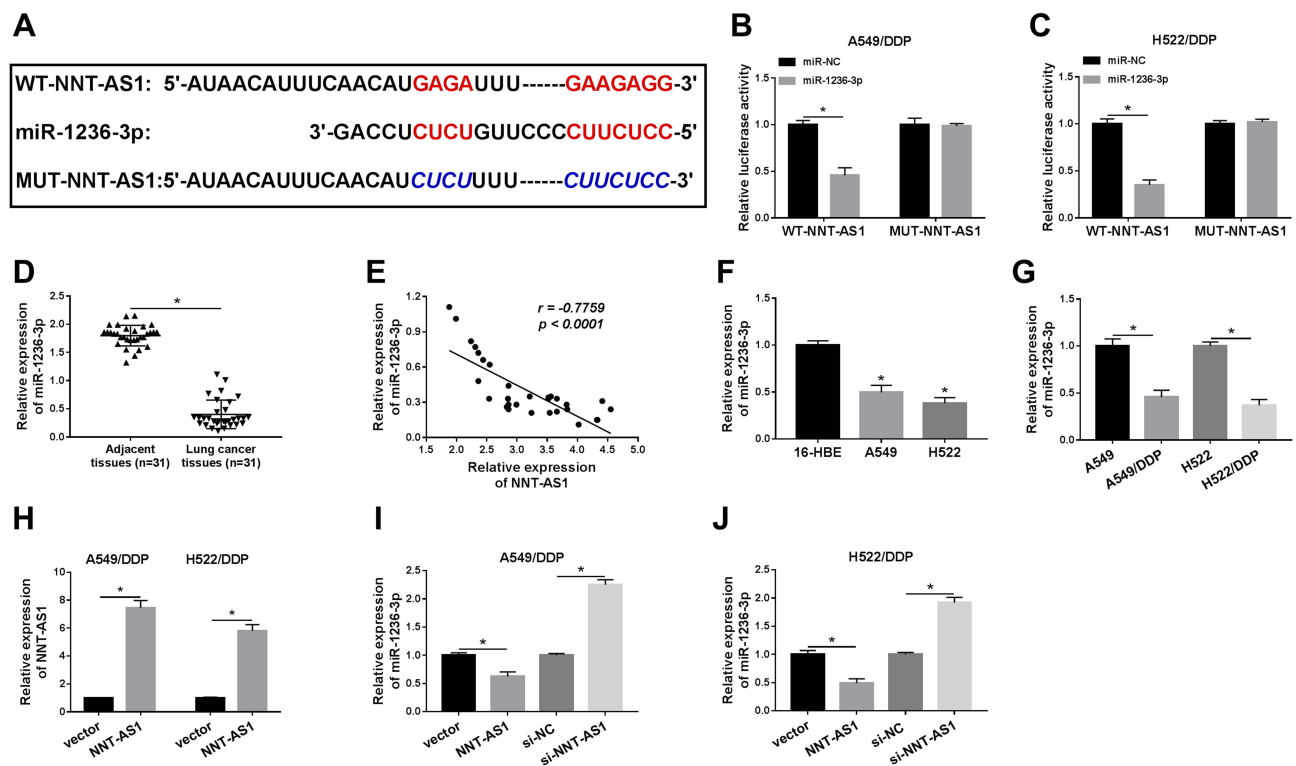 A
WT-NNT-AS1: 5'-AUAACAUUUCAACAUGAGAUUU------GAAGAGG-3'
miR-1236-3p: 3'-GACCUCUCUGUUCCCCUUCUCC-5'
MUT-NNT-AS1:5'-AUAACAUUUCAACAUCUCUUUU------CUUCUCC-3'
B
A549/DDP
miR-NC
miR-1236-3p
Relative luciferase activity
1.5
1.0
0.5
0.0
*
WT-NNT-AS1 MUT-NNT-AS1
C
H522/DDP
miR-NC
miR-1236-3p
Relative luciferase activity
1.5
1.0
0.5
0.0
*
WT-NNT-AS1 MUT-NNT-AS1
D
Relative expression
of miR-1236-3p
2.5
2.0
1.5
1.0
0.5
0
*
Adjacent
tissues (n=31)
Lung cancer
tissues (n=31)
E
Relative expression
of miR-1236-3p
1.2
0.9
0.6
0.3
0.0
r = -0.7759
p < 0.0001
1.5 2.0 2.5 3.0 3.5 4.0 4.5 5.0
Relative expression
of NNT-AS1
F
Relative expression
of miR-1236-3p
1.5
1.0
0.5
0.0
* *
16-HBE A549 H522
G
Relative expression
of miR-1236-3p
1.5
1.0
0.5
0.0
* *
A549 A549/DDP H522 H522/DDP
H
A549/DDP H522/DDP
Relative expression
of NNT-AS1
10
8
6
4
2
0
* *
vector NNT-AS1 vector NNT-AS1
I
A549/DDP
Relative expression
of miR-1236-3p
2.5
2.0
1.5
1.0
0.5
0.0
* *
vector NNT-AS1 si-NC si-NNT-AS1
J
H522/DDP
Relative expression
of miR-1236-3p
2.5
2.0
1.5
1.0
0.5
0.0
* *
vector NNT-AS1 si-NC si-NNT-AS1